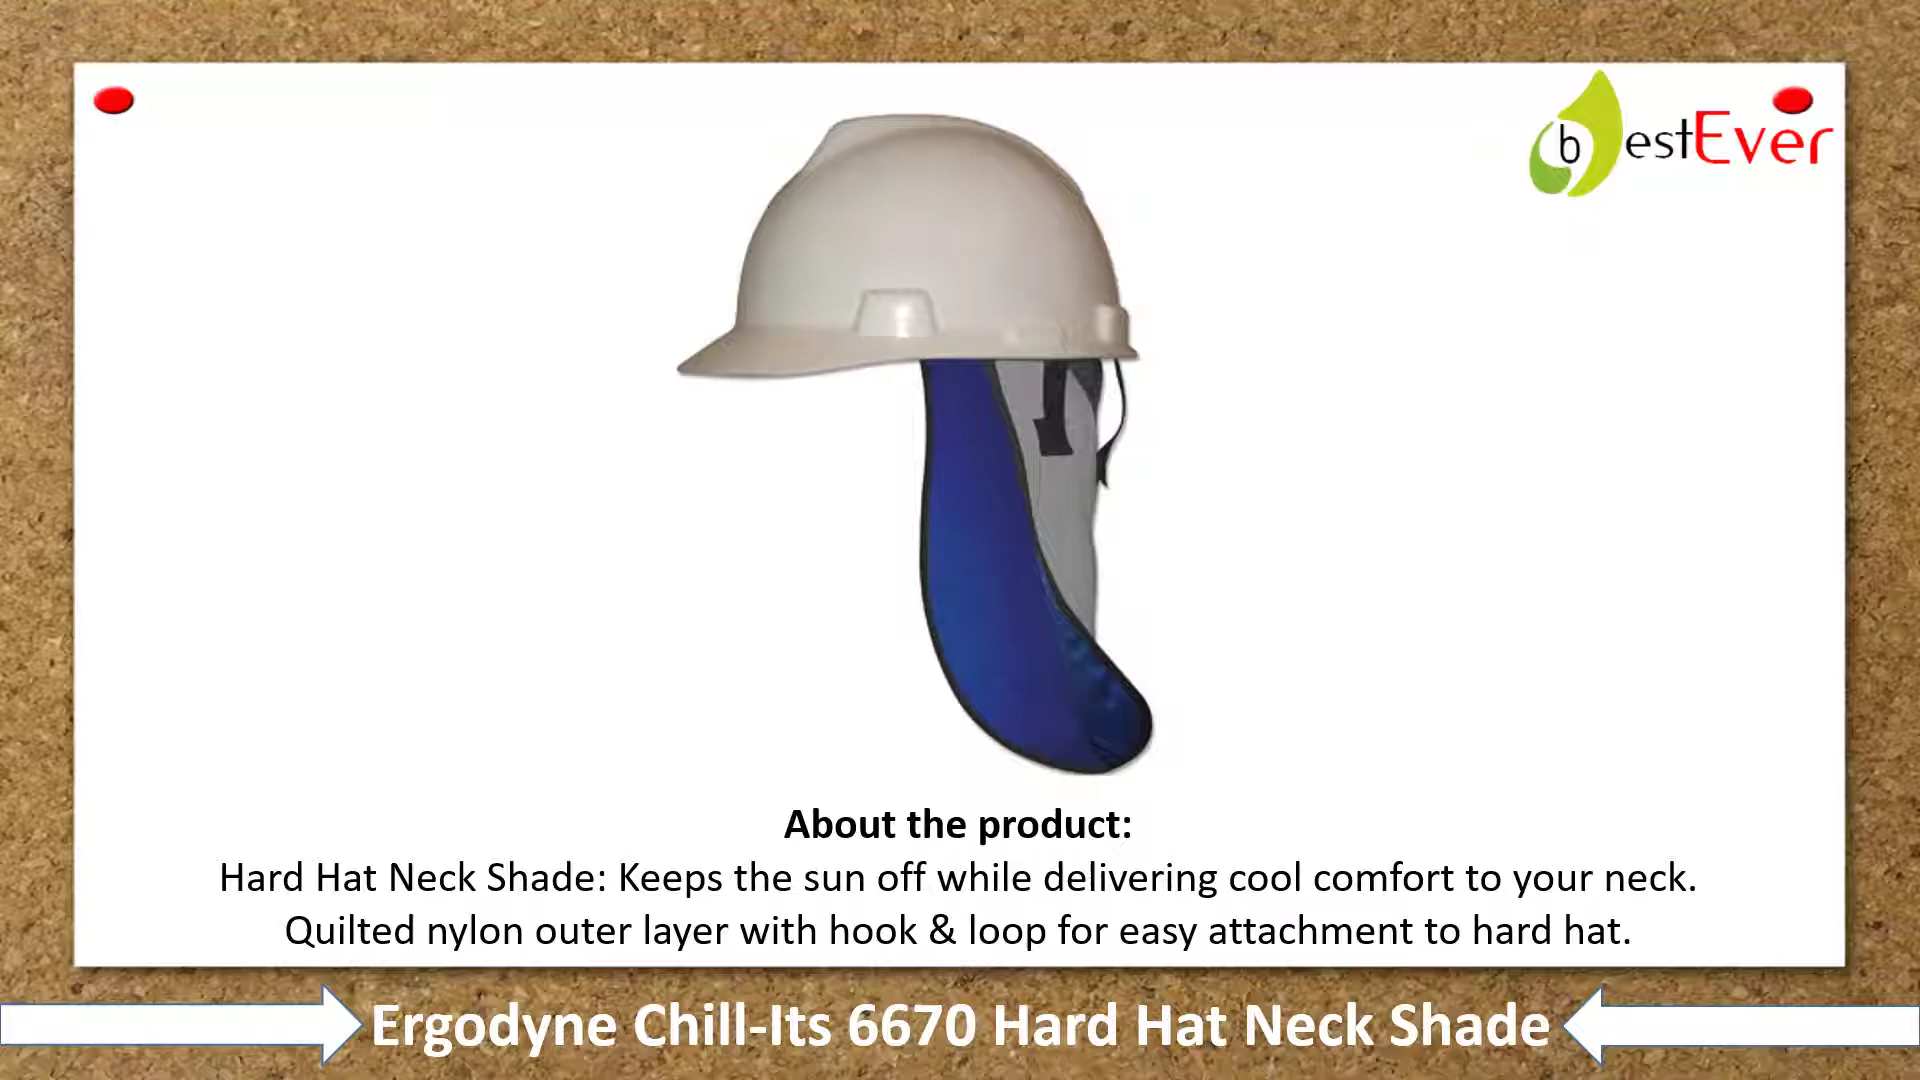 bestEver
About the product:
Hard Hat Neck Shade: Keeps the sun off while delivering cool comfort to your neck.
Quilted nylon outer layer with hook & loop for easy attachment to hard hat.
Ergodyne Chill-Its 6670 Hard Hat Neck Shade